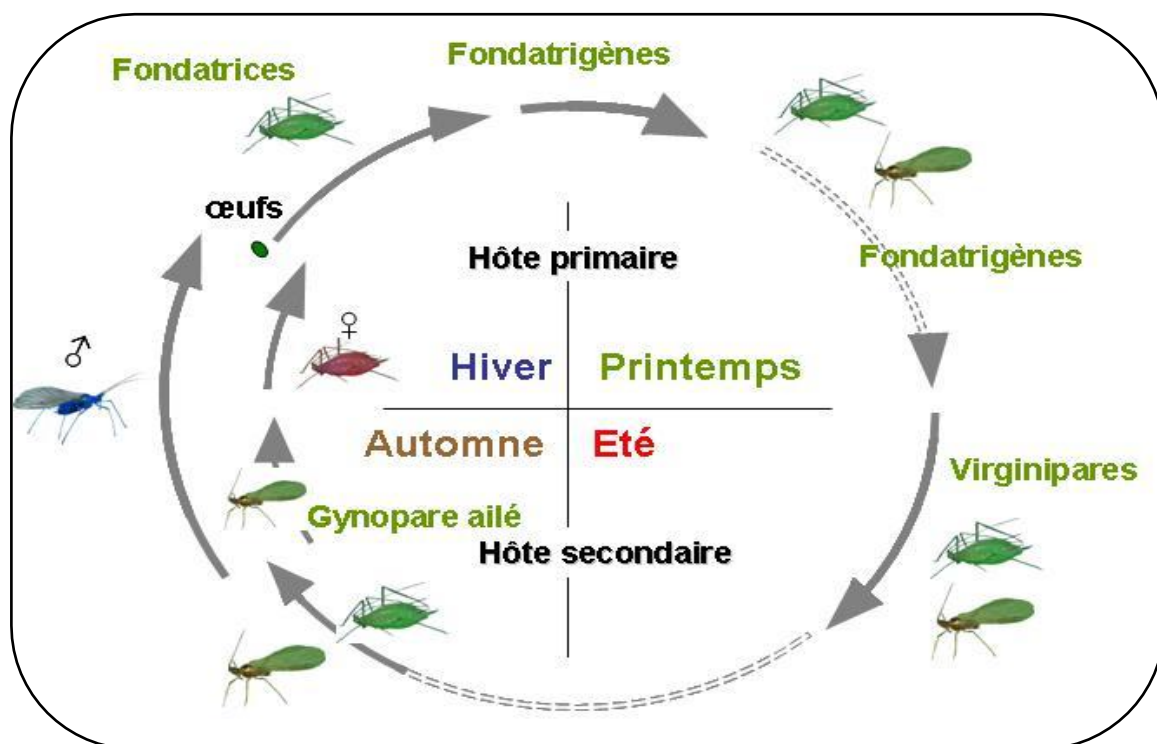 Fondatrices
Fondatrigènes
œufs
Hôte primaire
Fondatrigènes
♂
♀
Hiver
Printemps
Automne
Eté
Virginipares
Gynopare ailé
Hôte secondaire